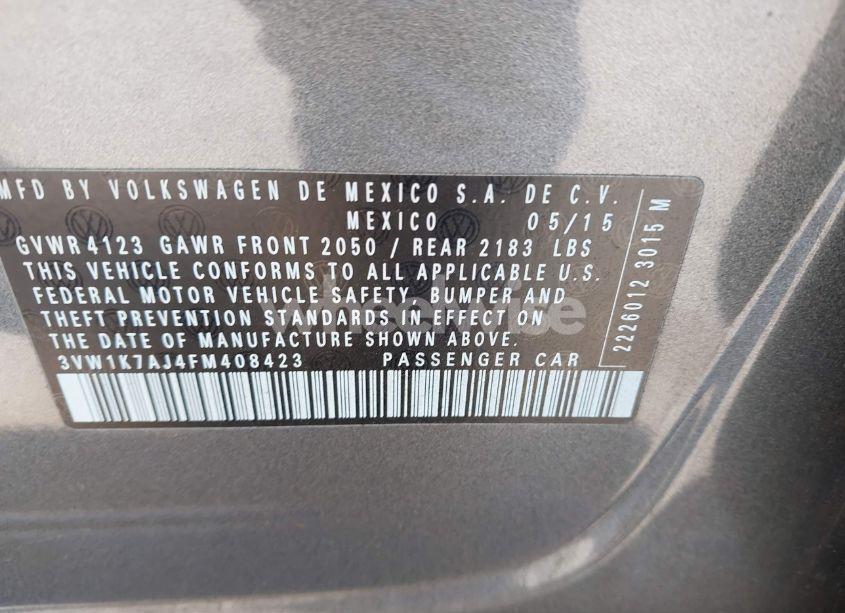 MFD BY VOLKSWAGEN DE MEXICO S.A. DE C.V.
MEXICO 05/15
GVWR 4123 GAWR FRONT 2050 / REAR 2183 LBS
THIS VEHICLE CONFORMS TO ALL APPLICABLE U.S.
FEDERAL MOTOR VEHICLE SAFETY, BUMPER AND
THEFT PREVENTION STANDARDS IN EFFECT ON
THE DATE OF MANUFACTURE SHOWN ABOVE.
3VW1K7AJ4FM408423 PASSENGER CAR
2226012 3015 M
wheelwise